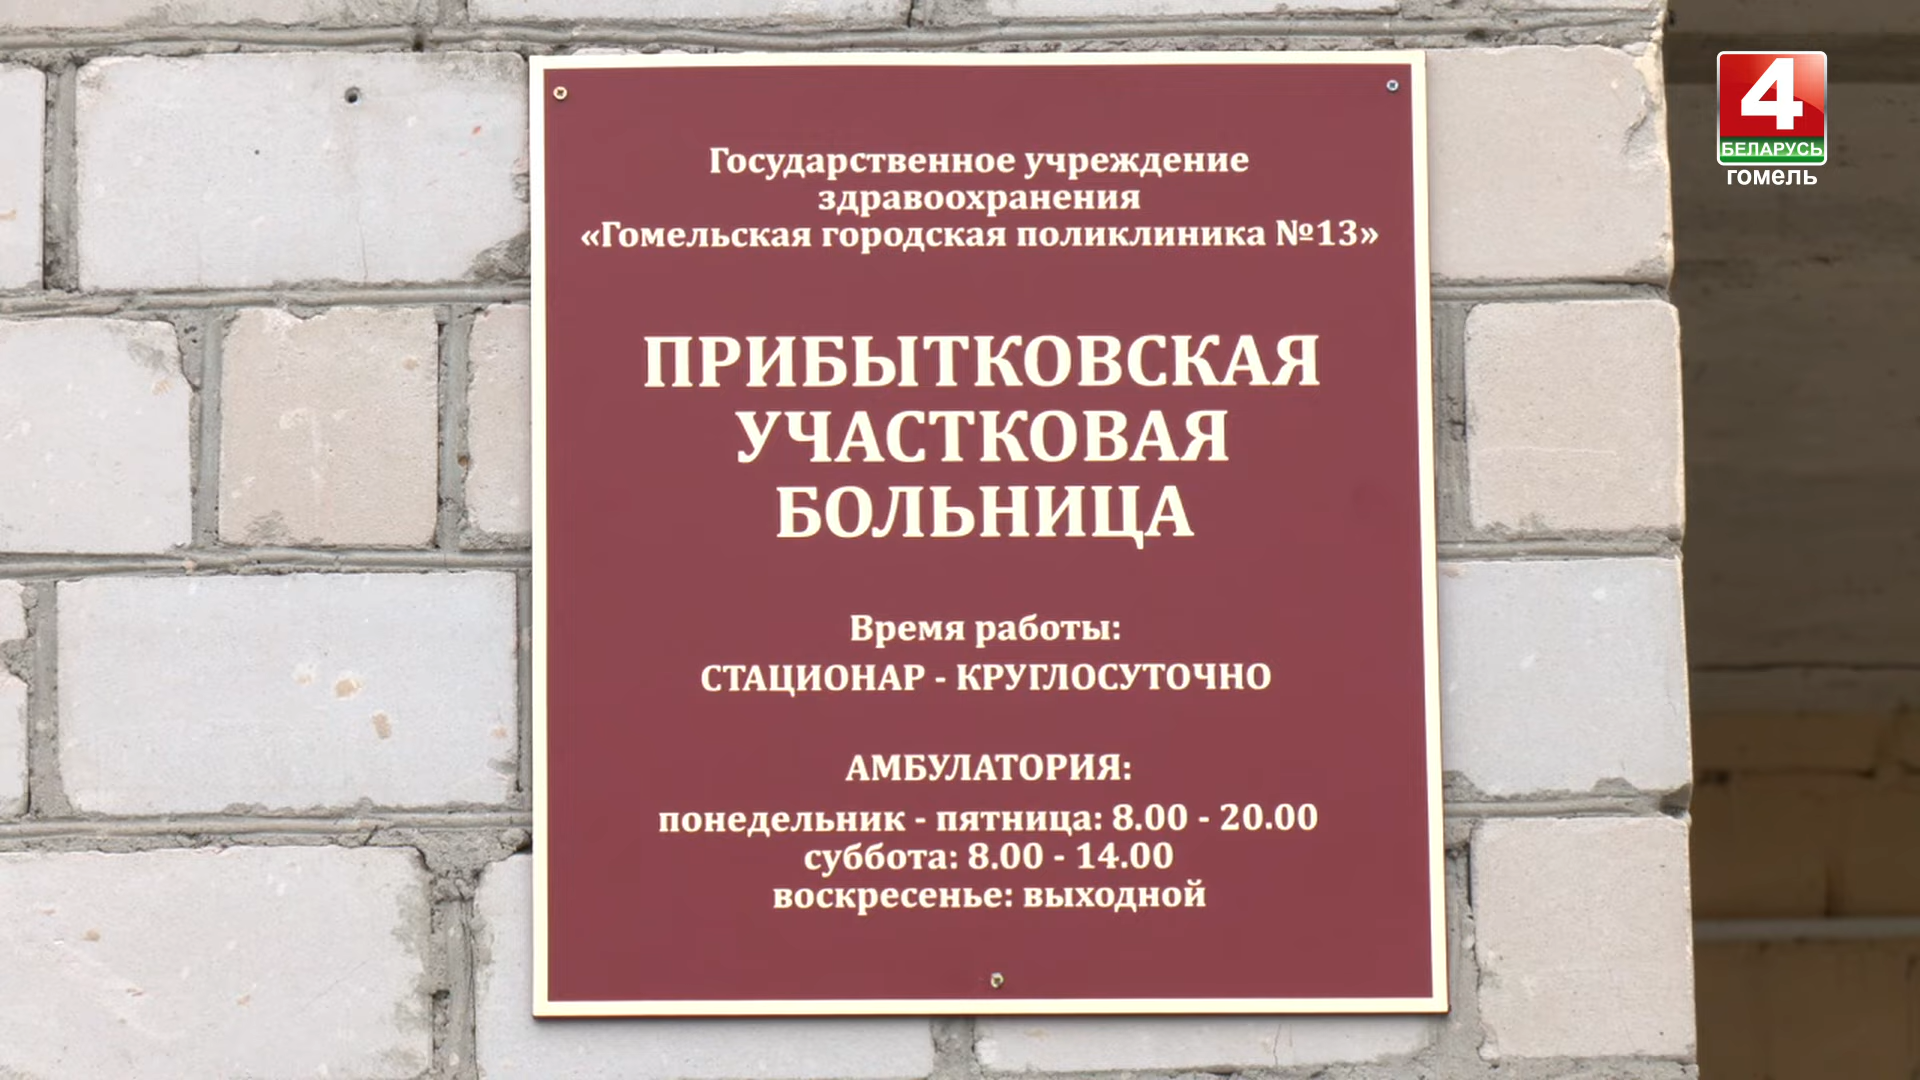 Государственное учреждение
здравоохранения
«Гомельская городская поликлиника №13»
ПРИБЫТКОВСКАЯ
УЧАСТКОВАЯ
БОЛЬНИЦА
Время работы:
СТАЦИОНАР - КРУГЛОСУТОЧНО
АМБУЛАТОРИЯ:
понедельник - пятница: 8.00 - 20.00
суббота: 8.00 - 14.00
воскресенье: выходной
4
БЕЛАРУСЬ
гомель